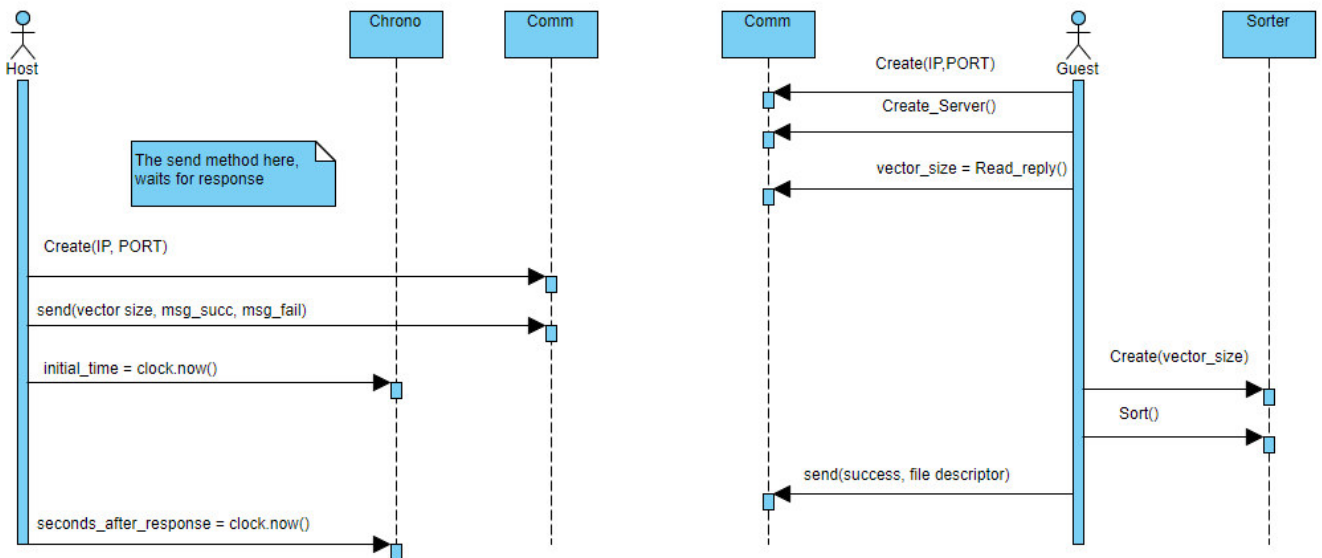 Chrono
Comm
Host
The send method here,
waits for response
Create(IP, PORT)
send(vector size, msg_succ, msg_fail)
initial_time = clock.now()
seconds_after_response = clock.now()
Comm
Sorter
Guest
Create(IP,PORT)
Create_Server()
vector_size = Read_reply()
Create(vector_size)
Sort()
send(success, file descriptor)